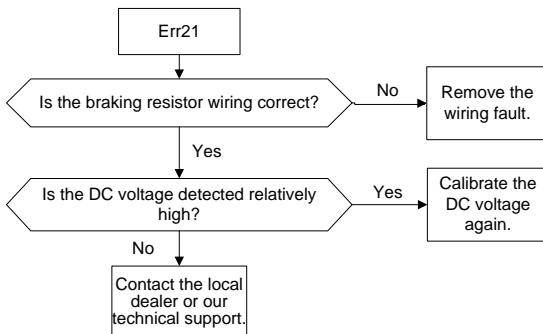 Err21
Is the braking resistor wiring correct?
No
Remove the
wiring fault.
Yes
Is the DC voltage detected relatively
high?
Yes
Calibrate the
DC voltage
again.
No
Contact the local
dealer or our
technical support.